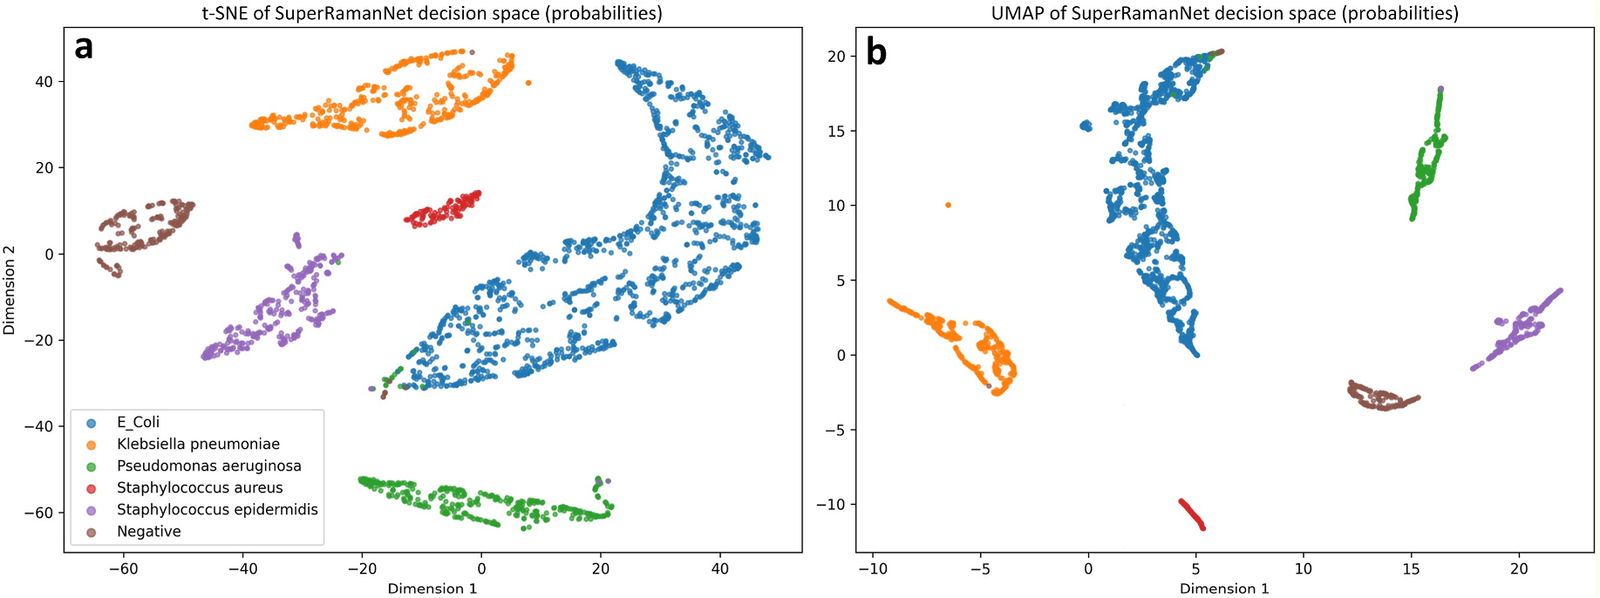 t-SNE of SuperRamanNet decision space (probabilities)
a
40
20
0
−20
−40
−60
Dimension 2
E_Coli
Klebsiella pneumoniae
Pseudomonas aeruginosa
Staphylococcus aureus
Staphylococcus epidermidis
Negative
−60 −40 −20 0 20 40
Dimension 1
UMAP of SuperRamanNet decision space (probabilities)
b
20
15
10
5
0
−5
−10
−10 −5 0 5 10 15 20
Dimension 1